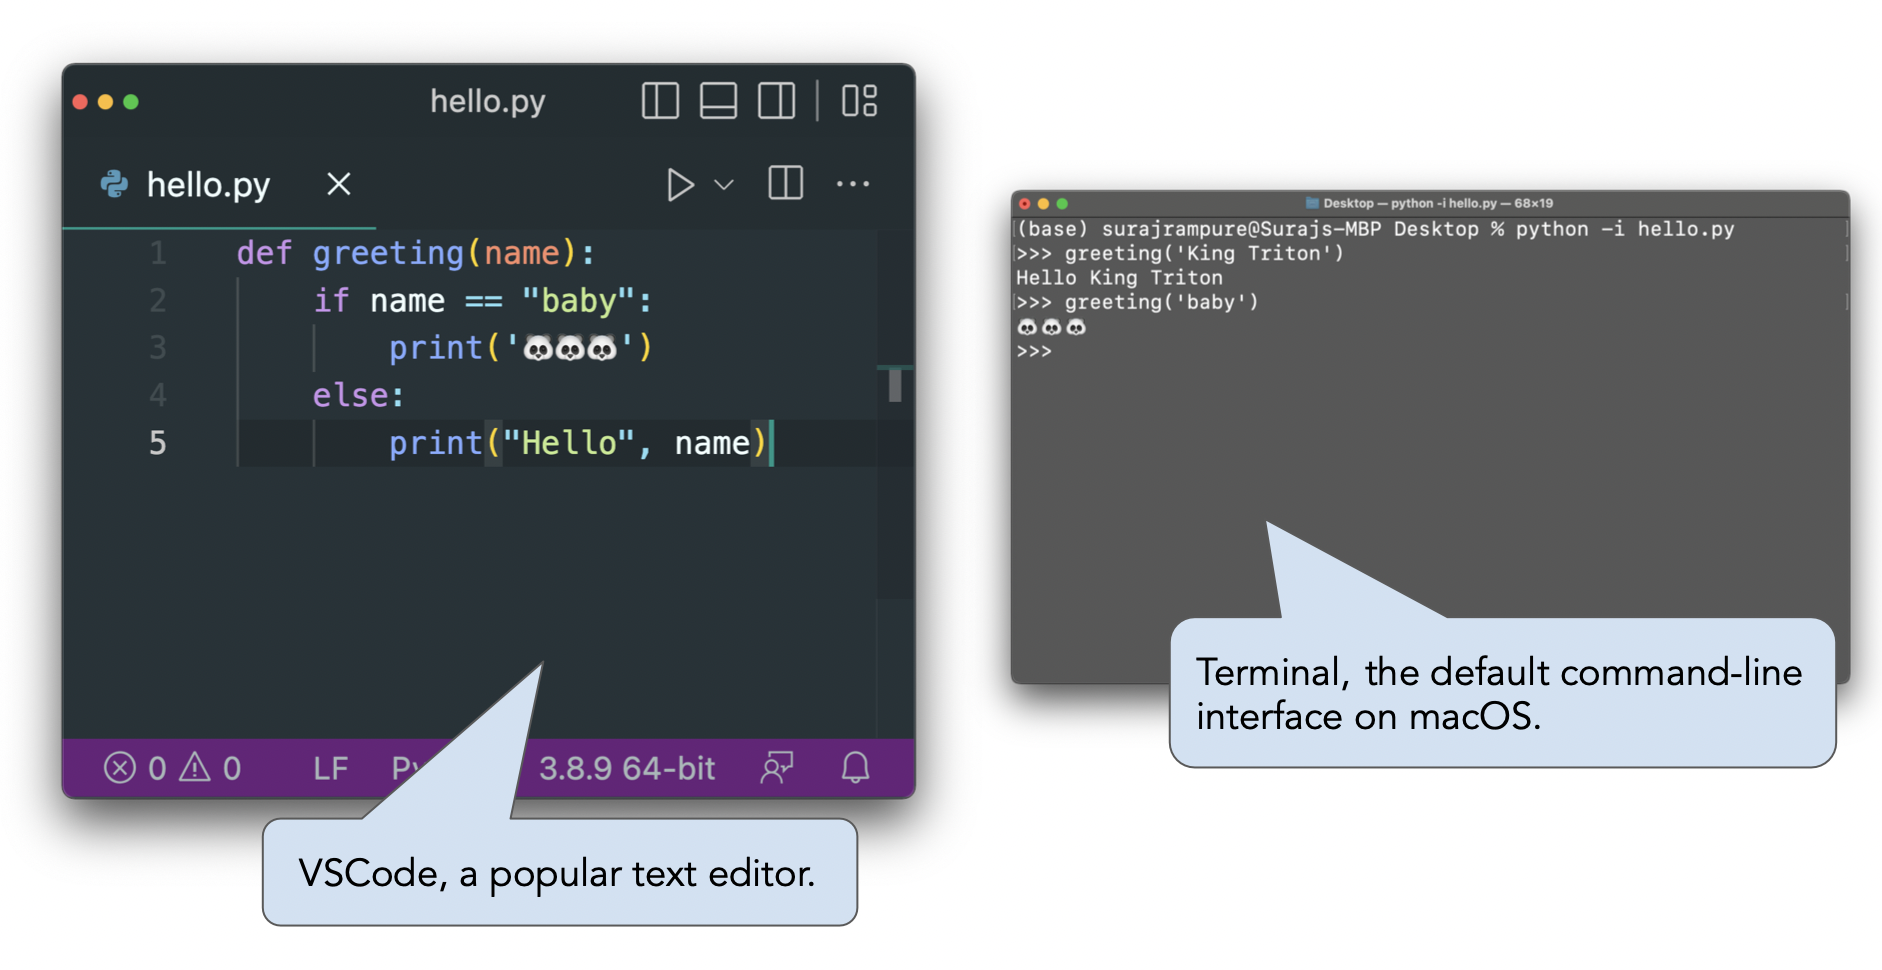 hello.py
hello.py
1 def greeting(name):
2 if name == "baby":
3 print('🐼🐼🐼')
4 else:
5 print("Hello", name)
0 0 LF 3.8.9 64-bit
VSCode, a popular text editor.
Desktop — python -i hello.py — 68×19
(base) surajrampure@Surajs-MBP Desktop % python -i hello.py
>>> greeting('King Triton')
Hello King Triton
>>> greeting('baby')
🐼🐼🐼
>>>
Terminal, the default command-line
interface on macOS.